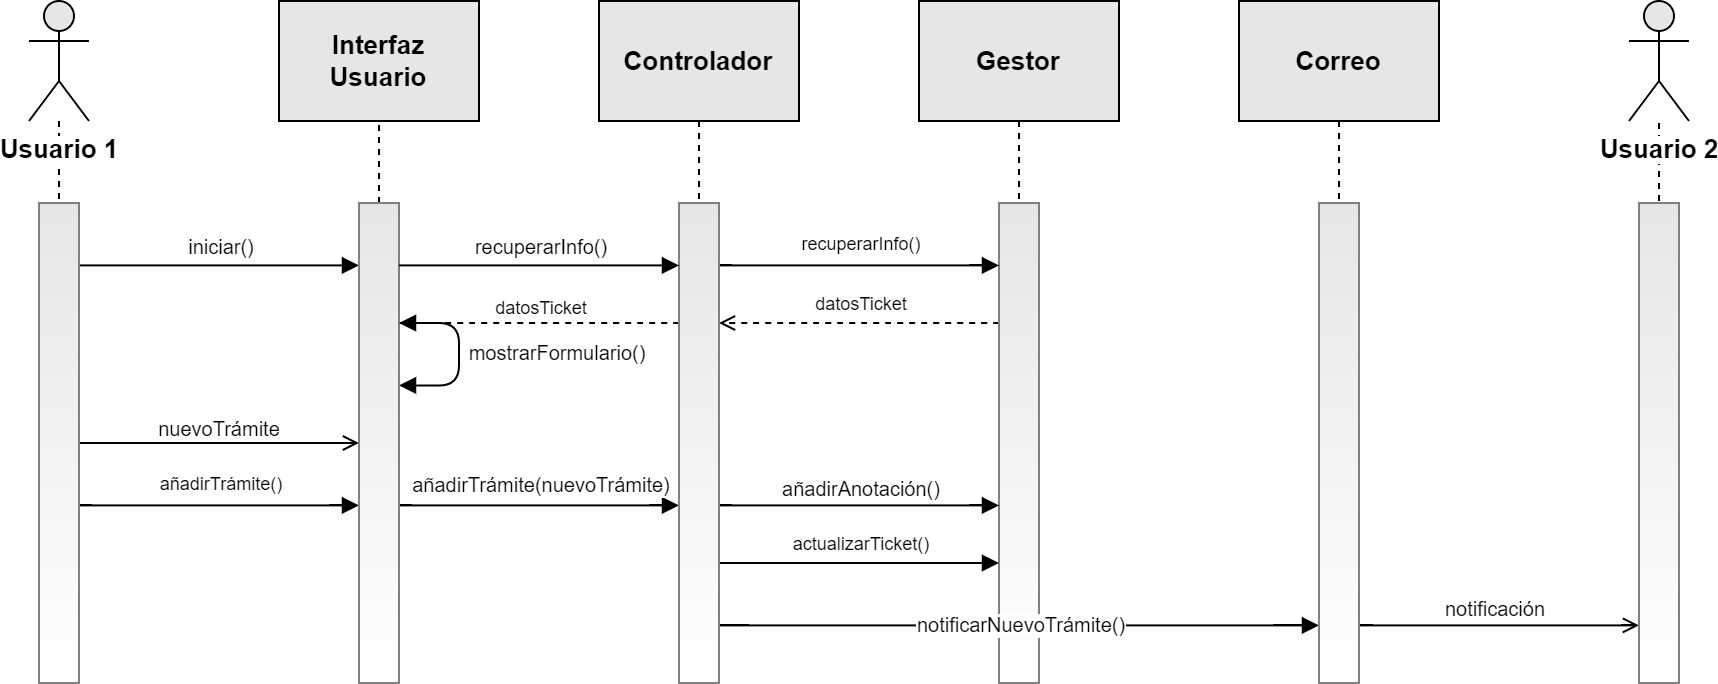 Interfaz
Usuario
Controlador
Gestor
Correo
Usuario 1
Usuario 2
iniciar()
recuperarInfo()
recuperarInfo()
datosTicket
datosTicket
mostrarFormulario()
nuevoTrámite
añadirTrámite()
añadirTrámite(nuevoTrámite)
añadirAnotación()
actualizarTicket()
notificarNuevoTrámite()
notificación